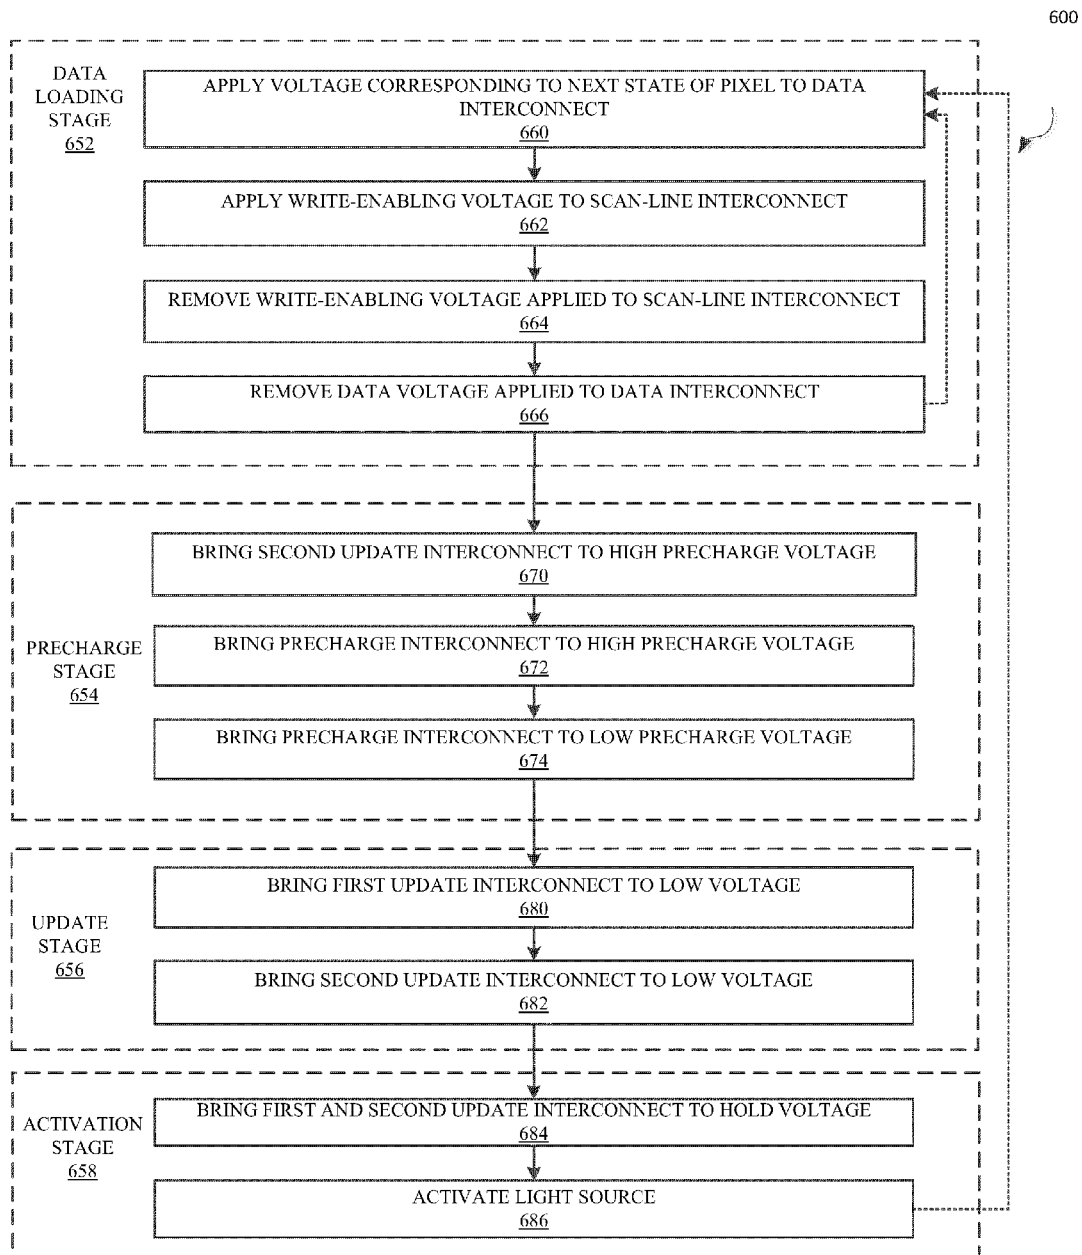 600
DATA
LOADING
STAGE
652
APPLY VOLTAGE CORRESPONDING TO NEXT STATE OF PIXEL TO DATA
INTERCONNECT
660
APPLY WRITE-ENABLING VOLTAGE TO SCAN-LINE INTERCONNECT
662
REMOVE WRITE-ENABLING VOLTAGE APPLIED TO SCAN-LINE INTERCONNECT
664
REMOVE DATA VOLTAGE APPLIED TO DATA INTERCONNECT
666
PRECHARGE
STAGE
654
BRING SECOND UPDATE INTERCONNECT TO HIGH PRECHARGE VOLTAGE
670
BRING PRECHARGE INTERCONNECT TO HIGH PRECHARGE VOLTAGE
672
BRING PRECHARGE INTERCONNECT TO LOW PRECHARGE VOLTAGE
674
UPDATE
STAGE
656
BRING FIRST UPDATE INTERCONNECT TO LOW VOLTAGE
680
BRING SECOND UPDATE INTERCONNECT TO LOW VOLTAGE
682
ACTIVATION
STAGE
658
BRING FIRST AND SECOND UPDATE INTERCONNECT TO HOLD VOLTAGE
684
ACTIVATE LIGHT SOURCE
686